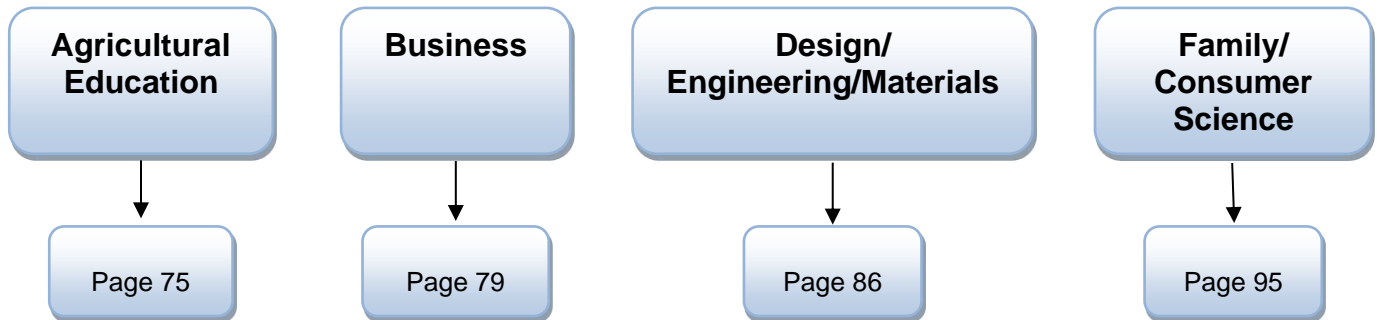 Agricultural
Education
Business
Design/
Engineering/Materials
Family/
Consumer
Science
Page 75
Page 79
Page 86
Page 95